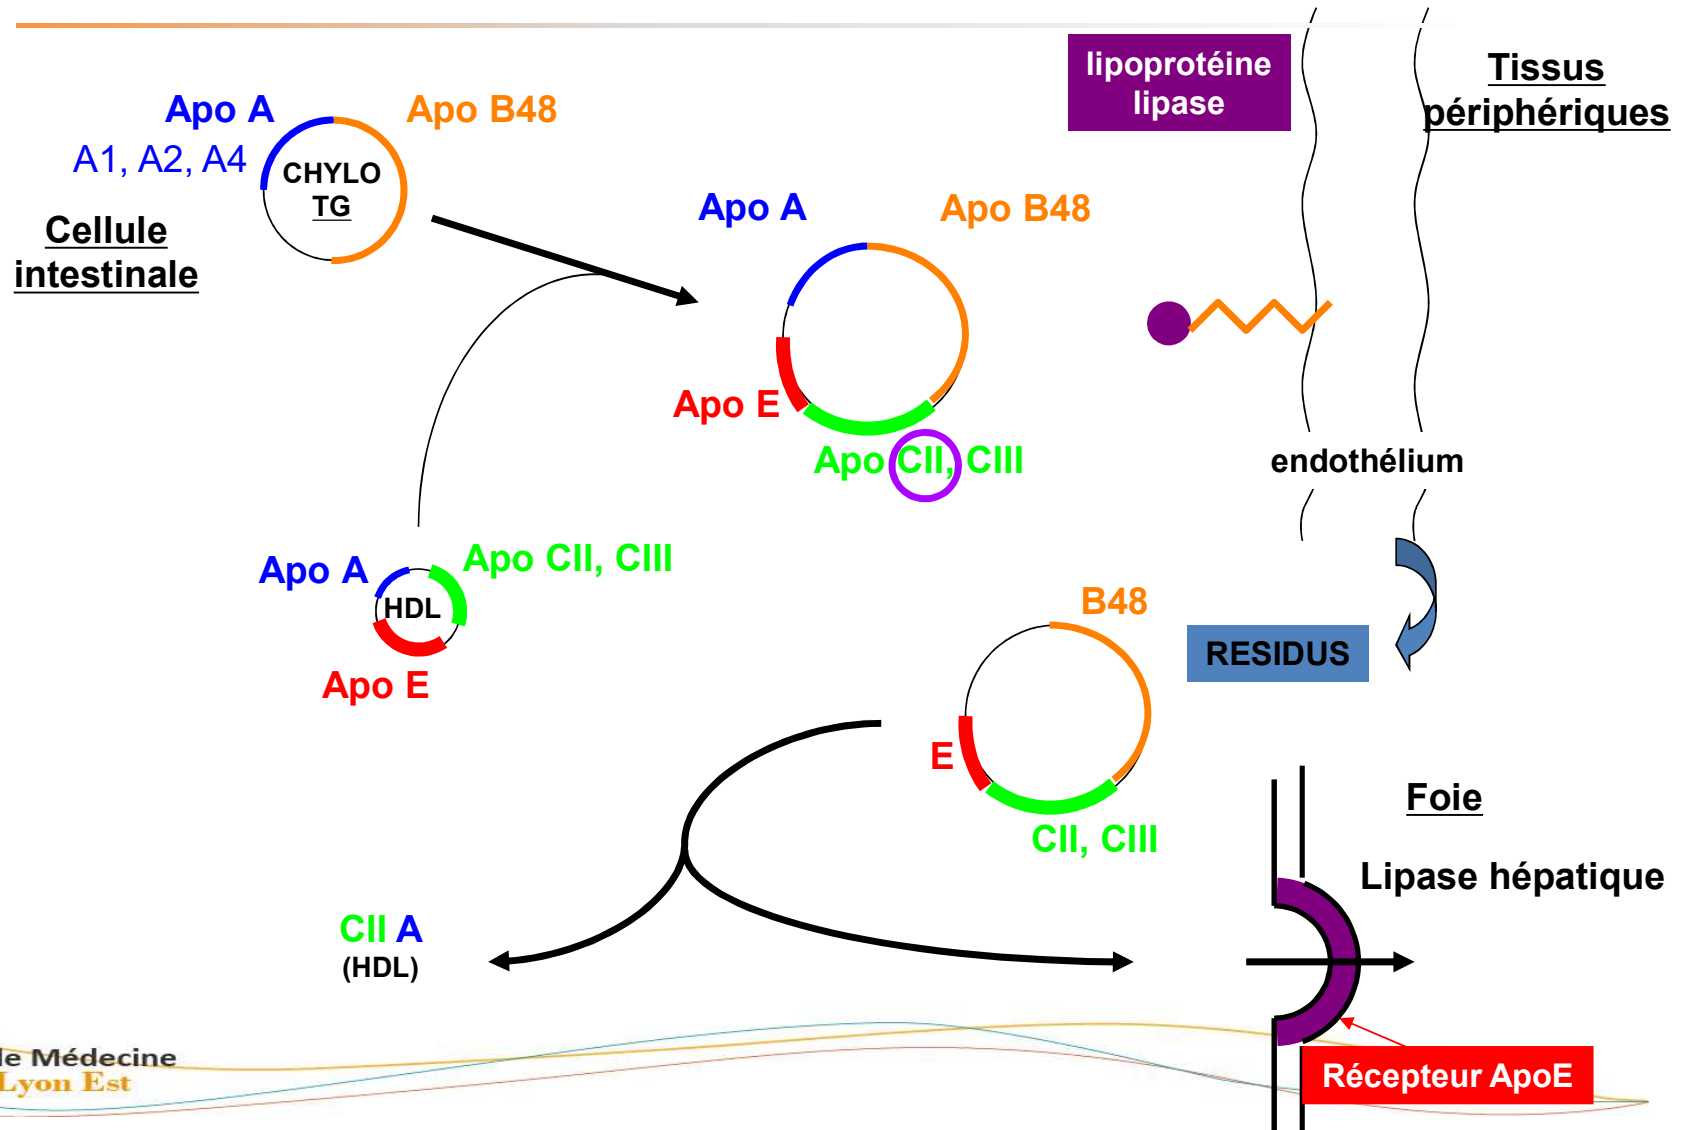 lipoprotéine
lipase
Tissus
périphériques
Apo A
Apo B48
A1, A2, A4
CHYLO
TG
Cellule
intestinale
Apo A
Apo B48
Apo E
Apo CII, CIII
endothélium
Apo A
Apo CII, CIII
HDL
Apo E
B48
RESIDUS
E
CII, CIII
Foie
Lipase hépatique
CII A
(HDL)
Récepteur ApoE
le Médecine
Lyon Est